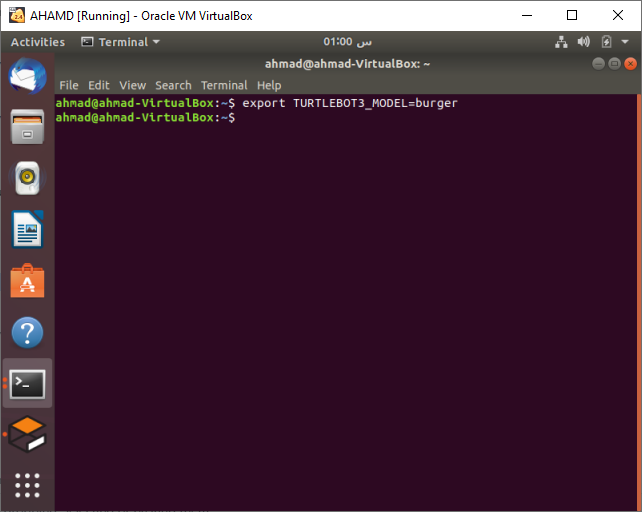 AHAMD [Running] - Oracle VM VirtualBox
Activities Terminal 01:00 س
ahmad@ahmad-VirtualBox: ~
File Edit View Search Terminal Help
ahmad@ahmad-VirtualBox:~$ export TURTLEBOT3_MODEL=burger
ahmad@ahmad-VirtualBox:~$